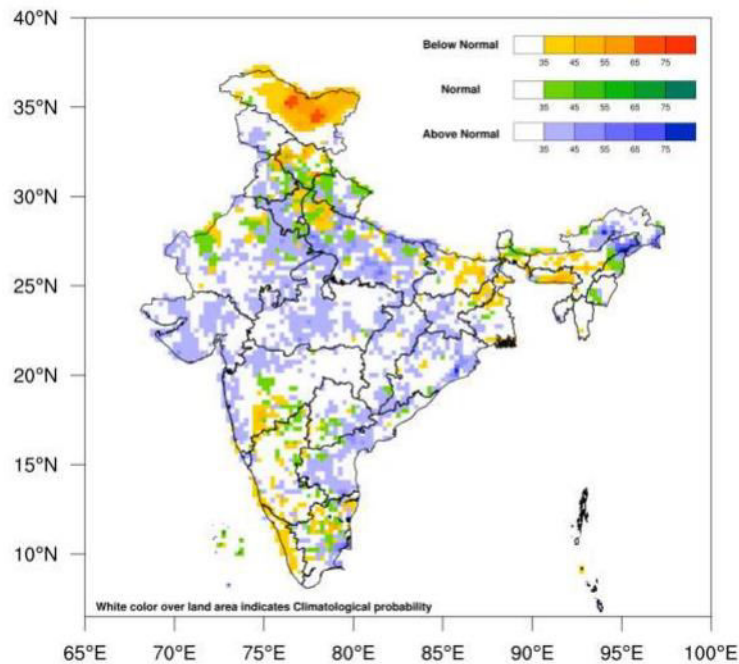 40°N
35°N
30°N
25°N
20°N
15°N
10°N
Below Normal
35 45 55 65 75
Normal
35 45 55 65 75
Above Normal
35 45 55 65 75
White color over land area indicates Climatological probability
65°E 70°E 75°E 80°E 85°E 90°E 95°E 100°E